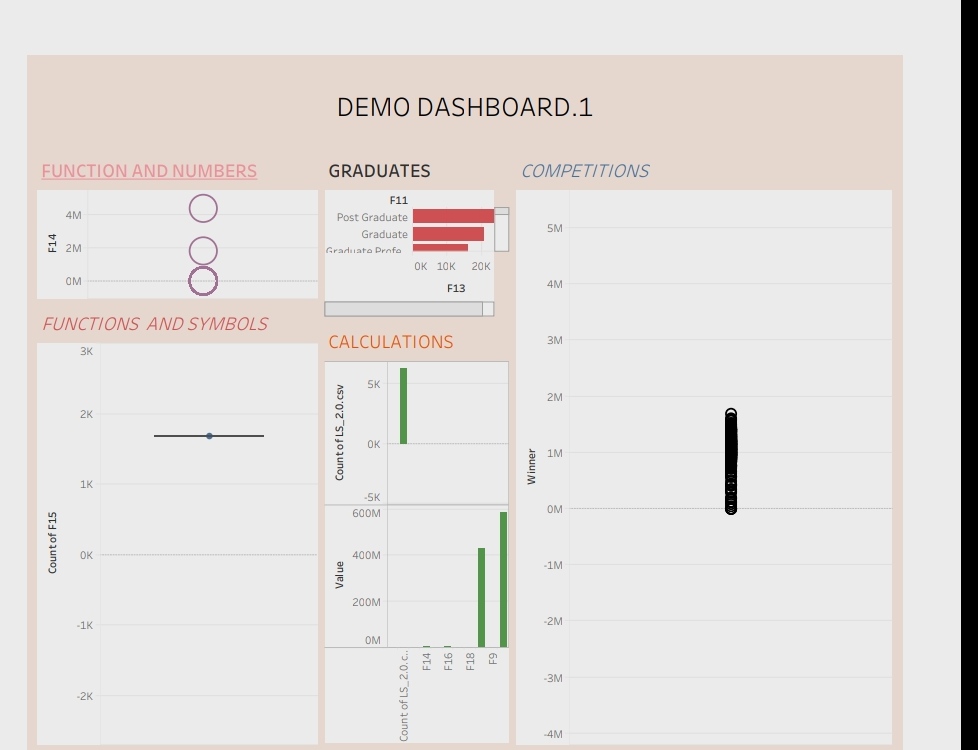 DEMO DASHBOARD.1
FUNCTION AND NUMBERS
F14
4M
2M
0M
FUNCTIONS AND SYMBOLS
Count of F15
3K
2K
1K
0K
-1K
-2K
GRADUATES
F11
Post Graduate
Graduate
Graduate Profe..
0K 10K 20K
F13
CALCULATIONS
Count of LS_2.0.csv
5K
0K
-5K
Value
600M
400M
200M
0M
Count of LS_2.0.c..
F14
F16
F18
F9
COMPETITIONS
Winner
5M
4M
3M
2M
1M
0M
-1M
-2M
-3M
-4M